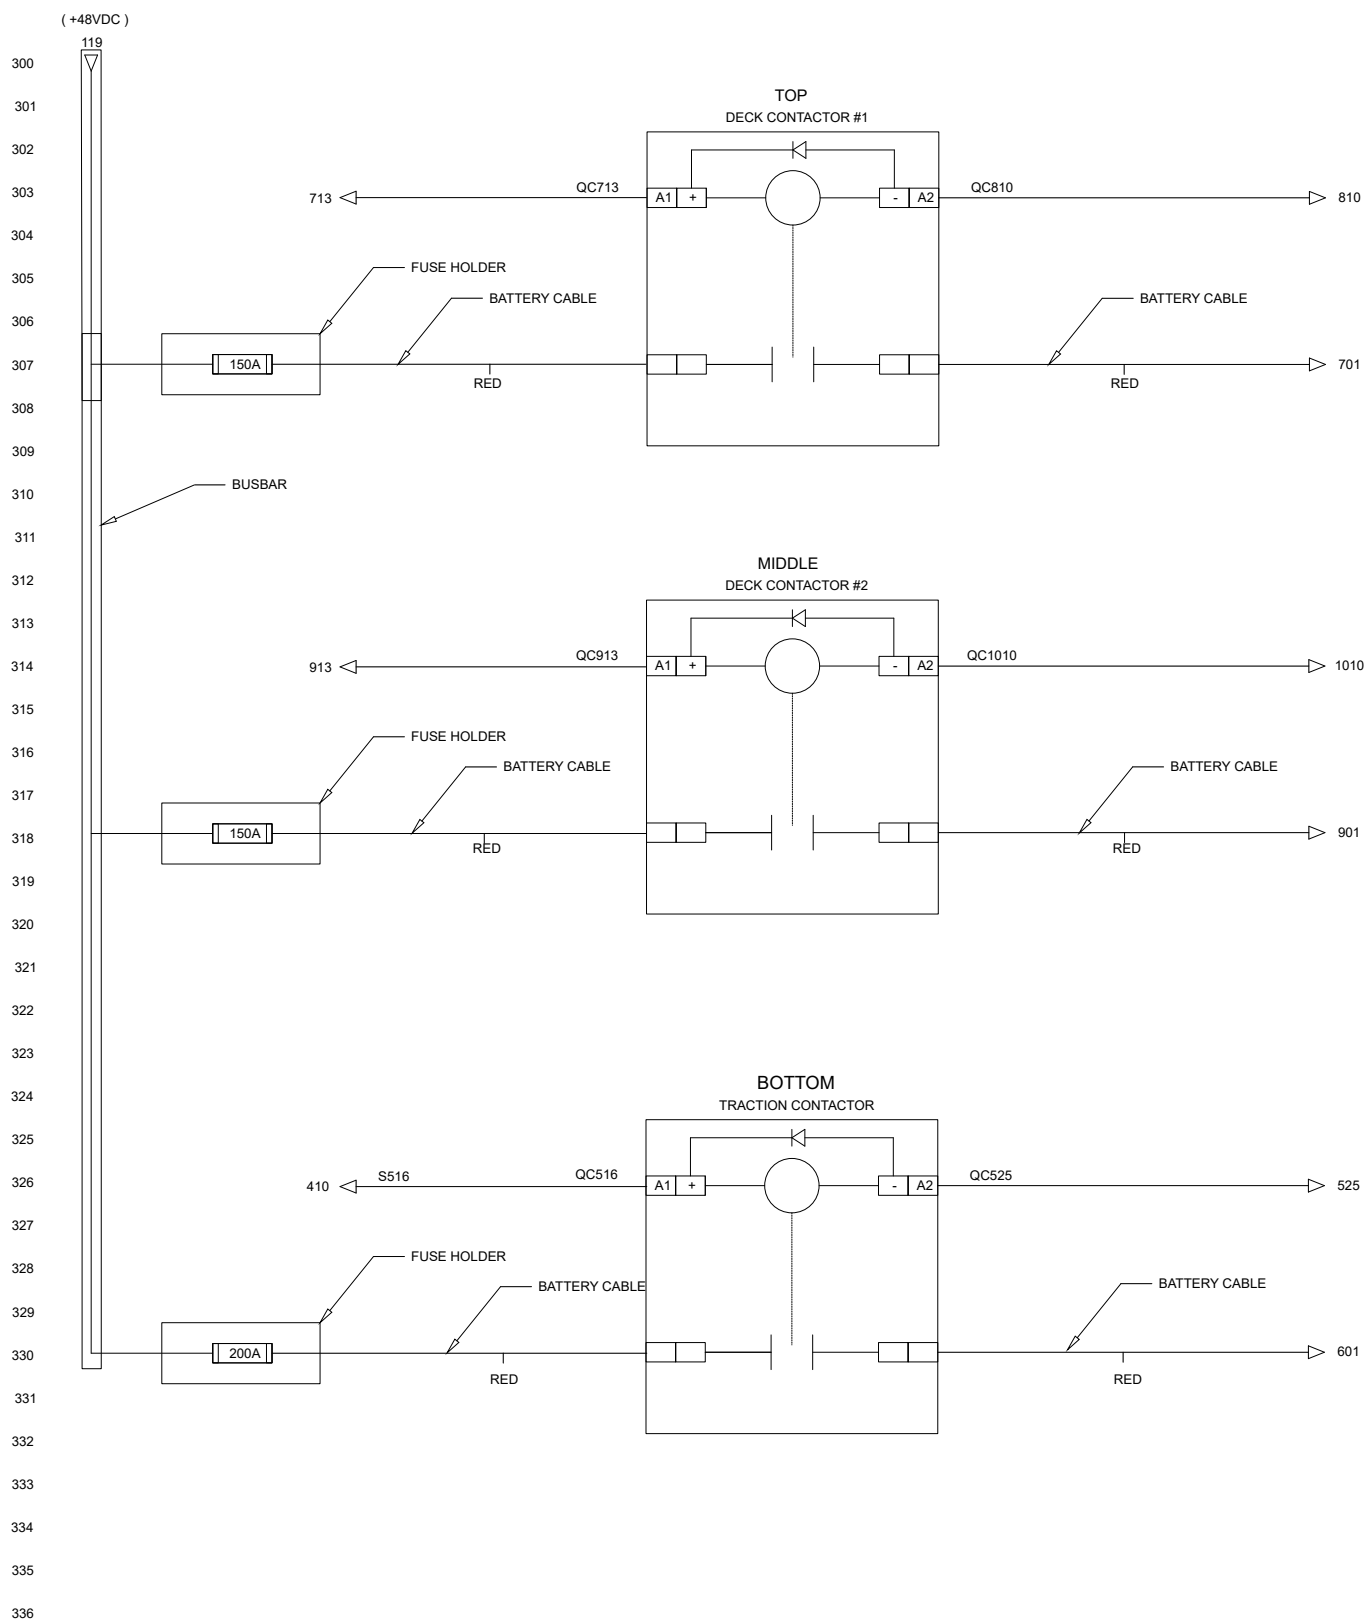 ( +48VDC )
119
300
301
TOP
DECK CONTACTOR #1
302
303
713
QC713
A1 +
- A2
QC810
810
304
305
FUSE HOLDER
BATTERY CABLE
BATTERY CABLE
306
307
150A
RED
RED
701
308
309
310
BUSBAR
311
312
MIDDLE
DECK CONTACTOR #2
313
314
913
QC913
A1 +
- A2
QC1010
1010
315
316
FUSE HOLDER
BATTERY CABLE
BATTERY CABLE
317
318
150A
RED
RED
901
319
320
321
322
323
324
BOTTOM
TRACTION CONTACTOR
325
326
410
S516
QC516
A1 +
- A2
QC525
525
327
328
FUSE HOLDER
BATTERY CABLE
BATTERY CABLE
329
330
200A
RED
RED
601
331
332
333
334
335
336